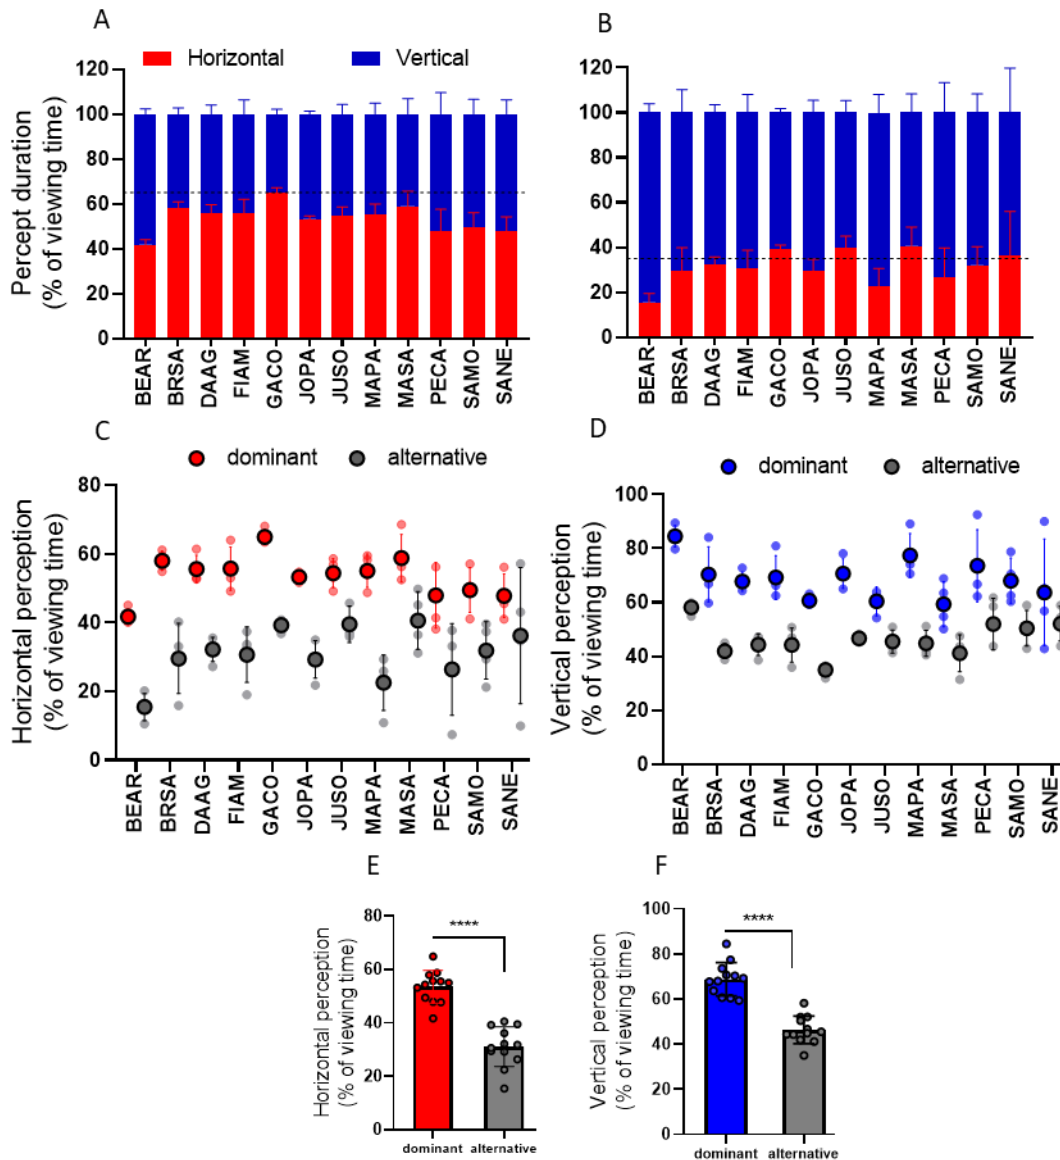 A
Horizontal
Vertical
Percept duration
(% of viewing time)
120
100
80
60
40
20
0
BEAR
BRSA
DAAG
FIAM
GACO
JOPA
JUSO
MAPA
MASA
PECA
SAMO
SANE
B
120
100
80
60
40
20
0
BEAR
BRSA
DAAG
FIAM
GACO
JOPA
JUSO
MAPA
MASA
PECA
SAMO
SANE
C
dominant
alternative
Horizontal perception
(% of viewing time)
80
60
40
20
0
BEAR
BRSA
DAAG
FIAM
GACO
JOPA
JUSO
MAPA
MASA
PECA
SAMO
SANE
D
dominant
alternative
Vertical perception
(% of viewing time)
100
80
60
40
20
0
BEAR
BRSA
DAAG
FIAM
GACO
JOPA
JUSO
MAPA
MASA
PECA
SAMO
SANE
E
Horizontal perception
(% of viewing time)
80
60
40
20
0
****
dominant
alternative
F
Vertical perception
(% of viewing time)
100
80
60
40
20
0
****
dominant
alternative